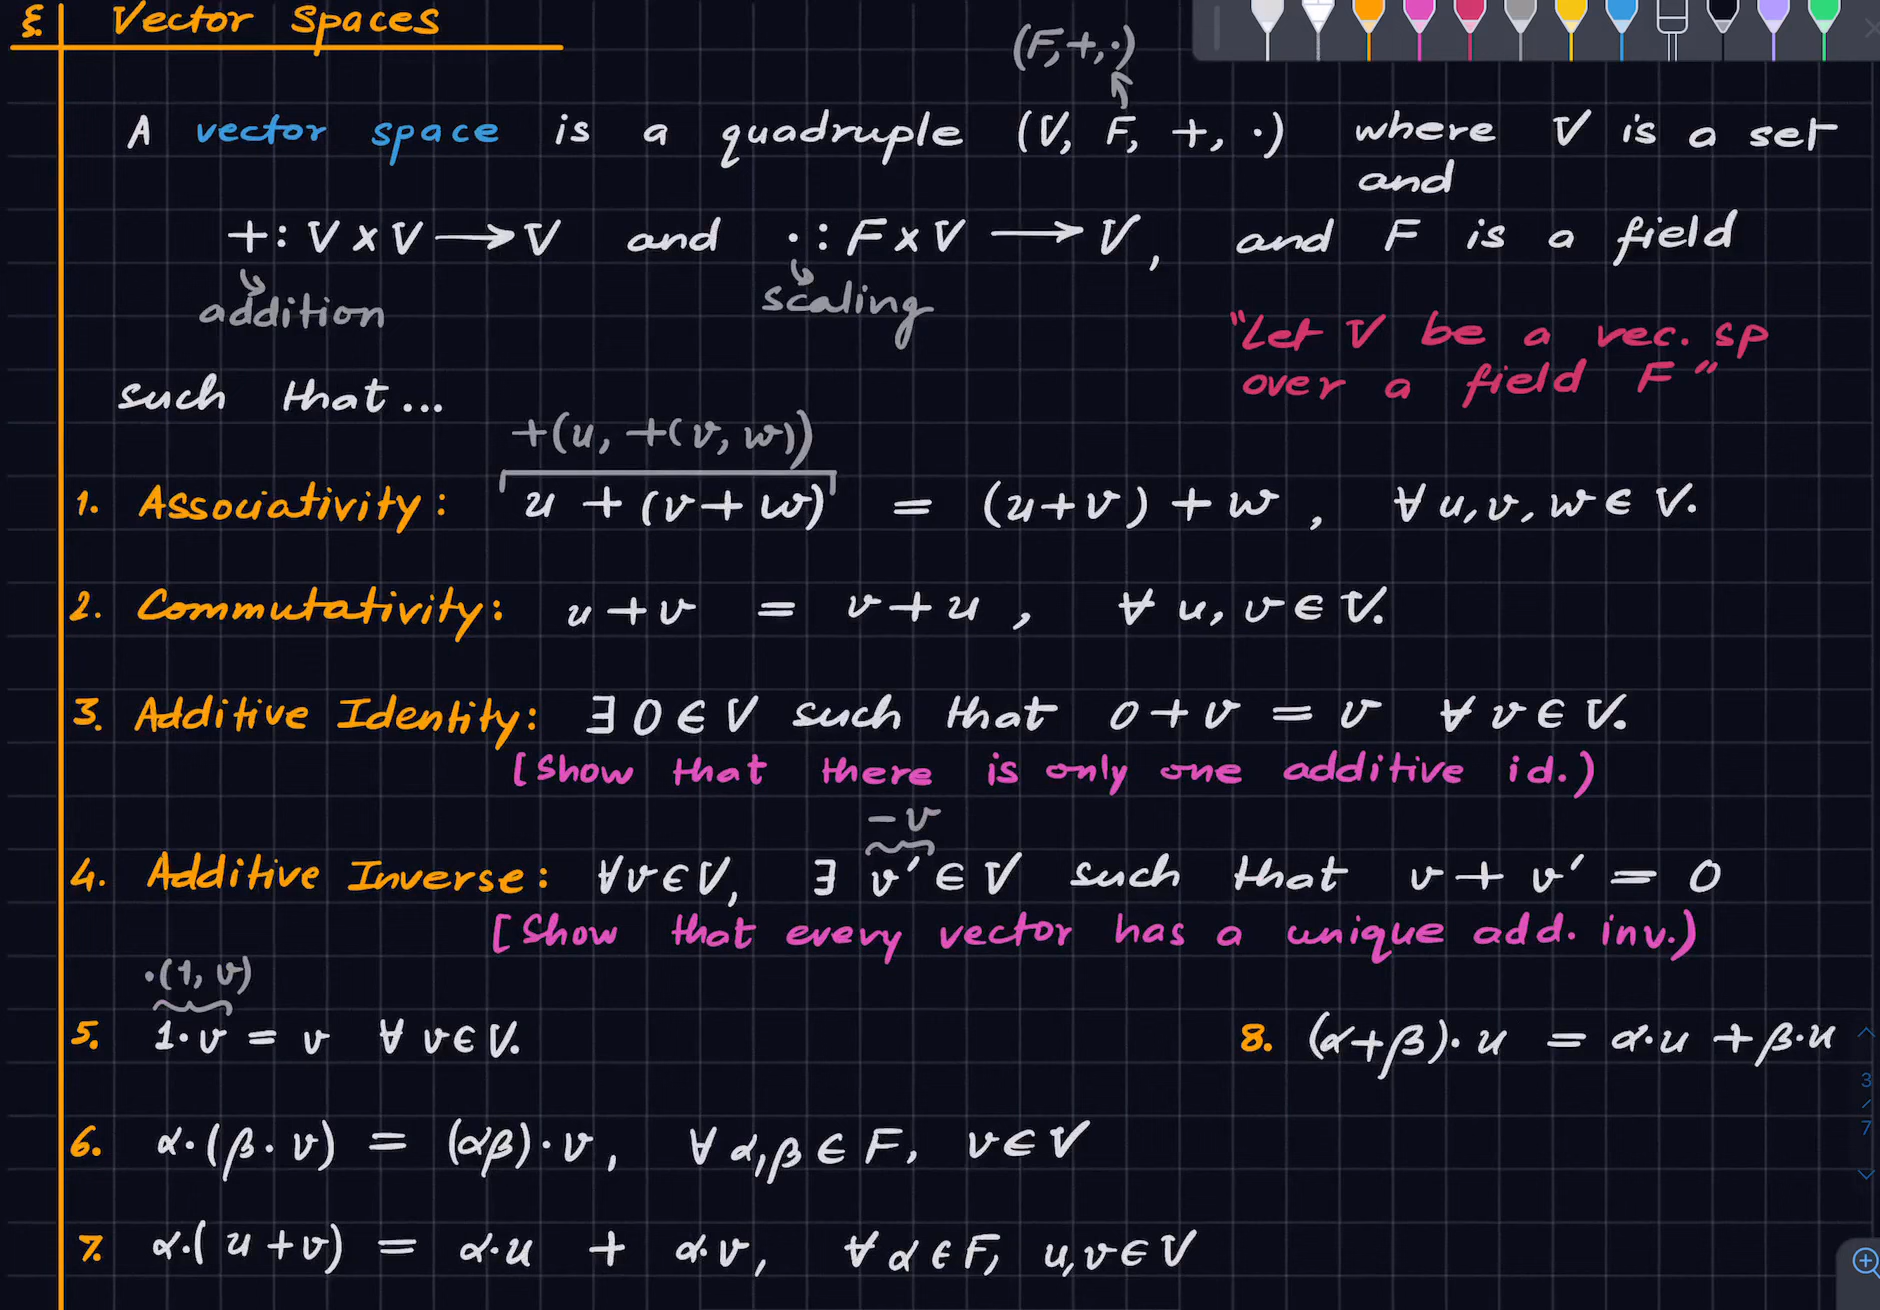 §. Vector Spaces
(F, +, ·)
A vector space is a quadruple (V, F, +, ·) where V is a set
and
+: V x V → V and ·: F x V → V, and F is a field
addition scaling
"Let V be a vec. sp
over a field F"
such that...
+(u, +(v, w))
1. Associativity: u + (v + w) = (u+v) + w, ∀ u, v, w ∈ V.
2. Commutativity: u + v = v + u, ∀ u, v ∈ V.
3. Additive Identity: ∃ 0 ∈ V such that 0 + v = v ∀ v ∈ V.
[Show that there is only one additive id.)
-v
4. Additive Inverse: ∀ v ∈ V, ∃ v' ∈ V such that v + v' = 0
[Show that every vector has a unique add. inv.)
·(1, v)
5. 1·v = v ∀ v ∈ V.
8. (α+β)·u = α·u + β·u
6. α·(β·v) = (αβ)·v, ∀ α, β ∈ F, v ∈ V
7. α·(u+v) = α·u + α·v, ∀ α ∈ F, u, v ∈ V
3
/
7